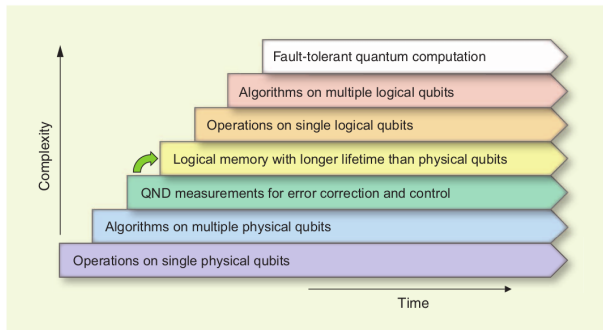 Fault-tolerant quantum computation
Algorithms on multiple logical qubits
Operations on single logical qubits
Logical memory with longer lifetime than physical qubits
QND measurements for error correction and control
Algorithms on multiple physical qubits
Operations on single physical qubits
Complexity
Time